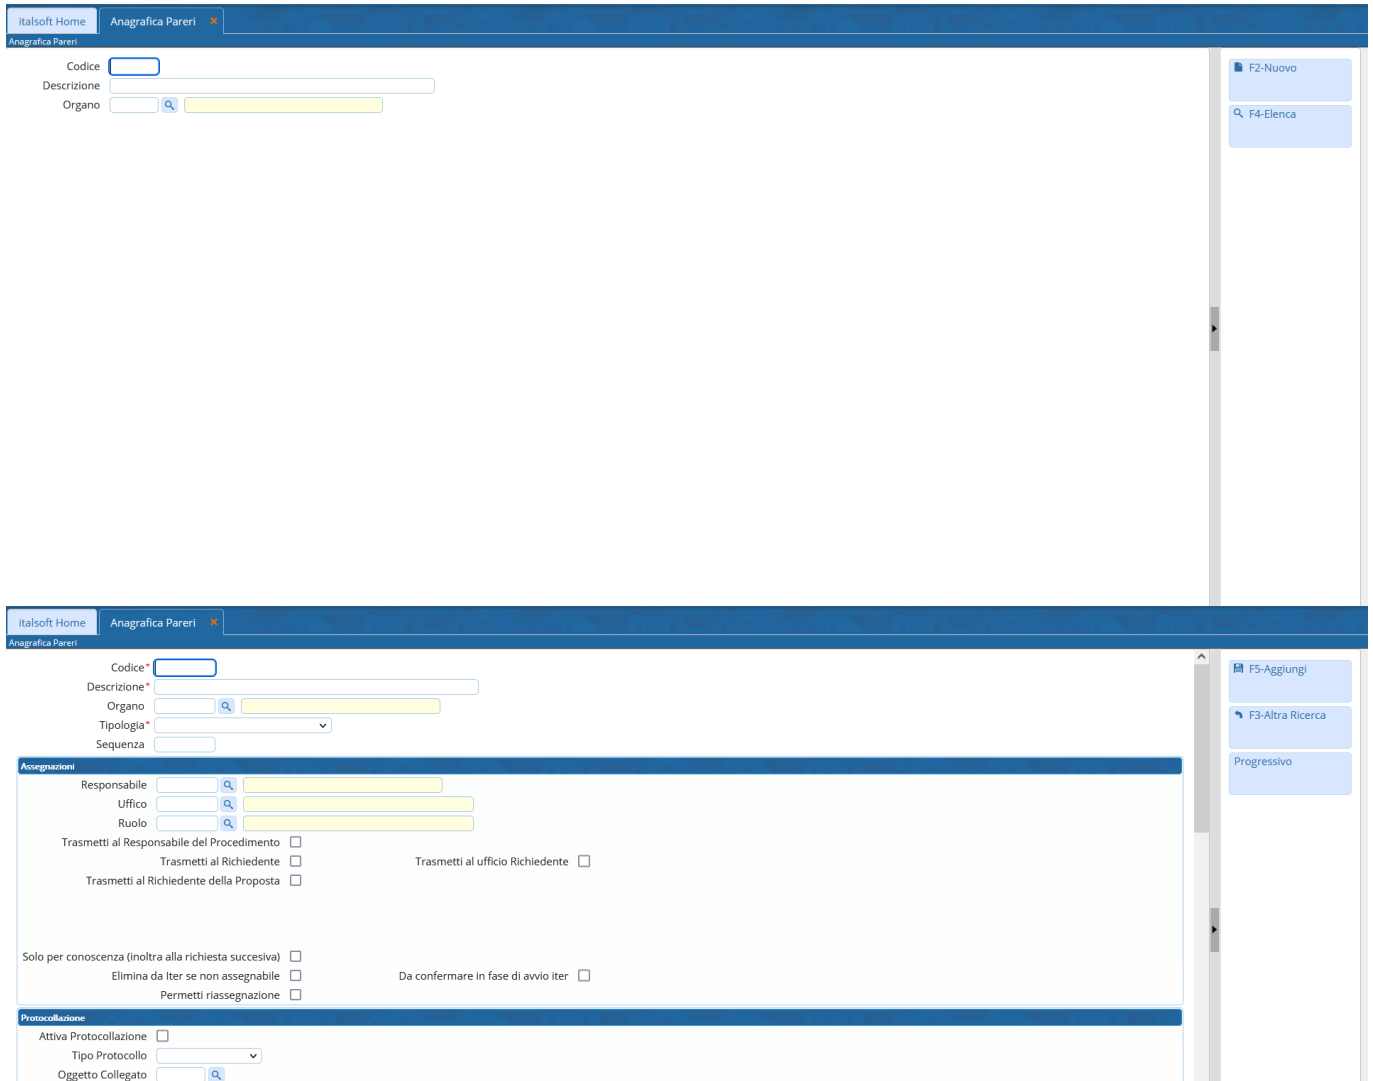 italsoft Home Anagrafica Pareri ×
Anagrafica Pareri
Codice
Descrizione
Organo
F2-Nuovo
F4-Elenca
italsoft Home Anagrafica Pareri ×
Anagrafica Pareri
Codice*
Descrizione*
Organo
Tipologia*
Sequenza
F5-Aggiungi
F3-Altra Ricerca
Progressivo
Assegnazioni
Responsabile
Uffico
Ruolo
Trasmetti al Responsabile del Procedimento
Trasmetti al Richiedente Trasmetti al ufficio Richiedente
Trasmetti al Richiedente della Proposta
Solo per conoscenza (inoltra alla richiesta succesiva)
Elimina da Iter se non assegnabile Da confermare in fase di avvio iter
Permetti riassegnazione
Protocollazione
Attiva Protocollazione
Tipo Protocollo
Oggetto Collegato